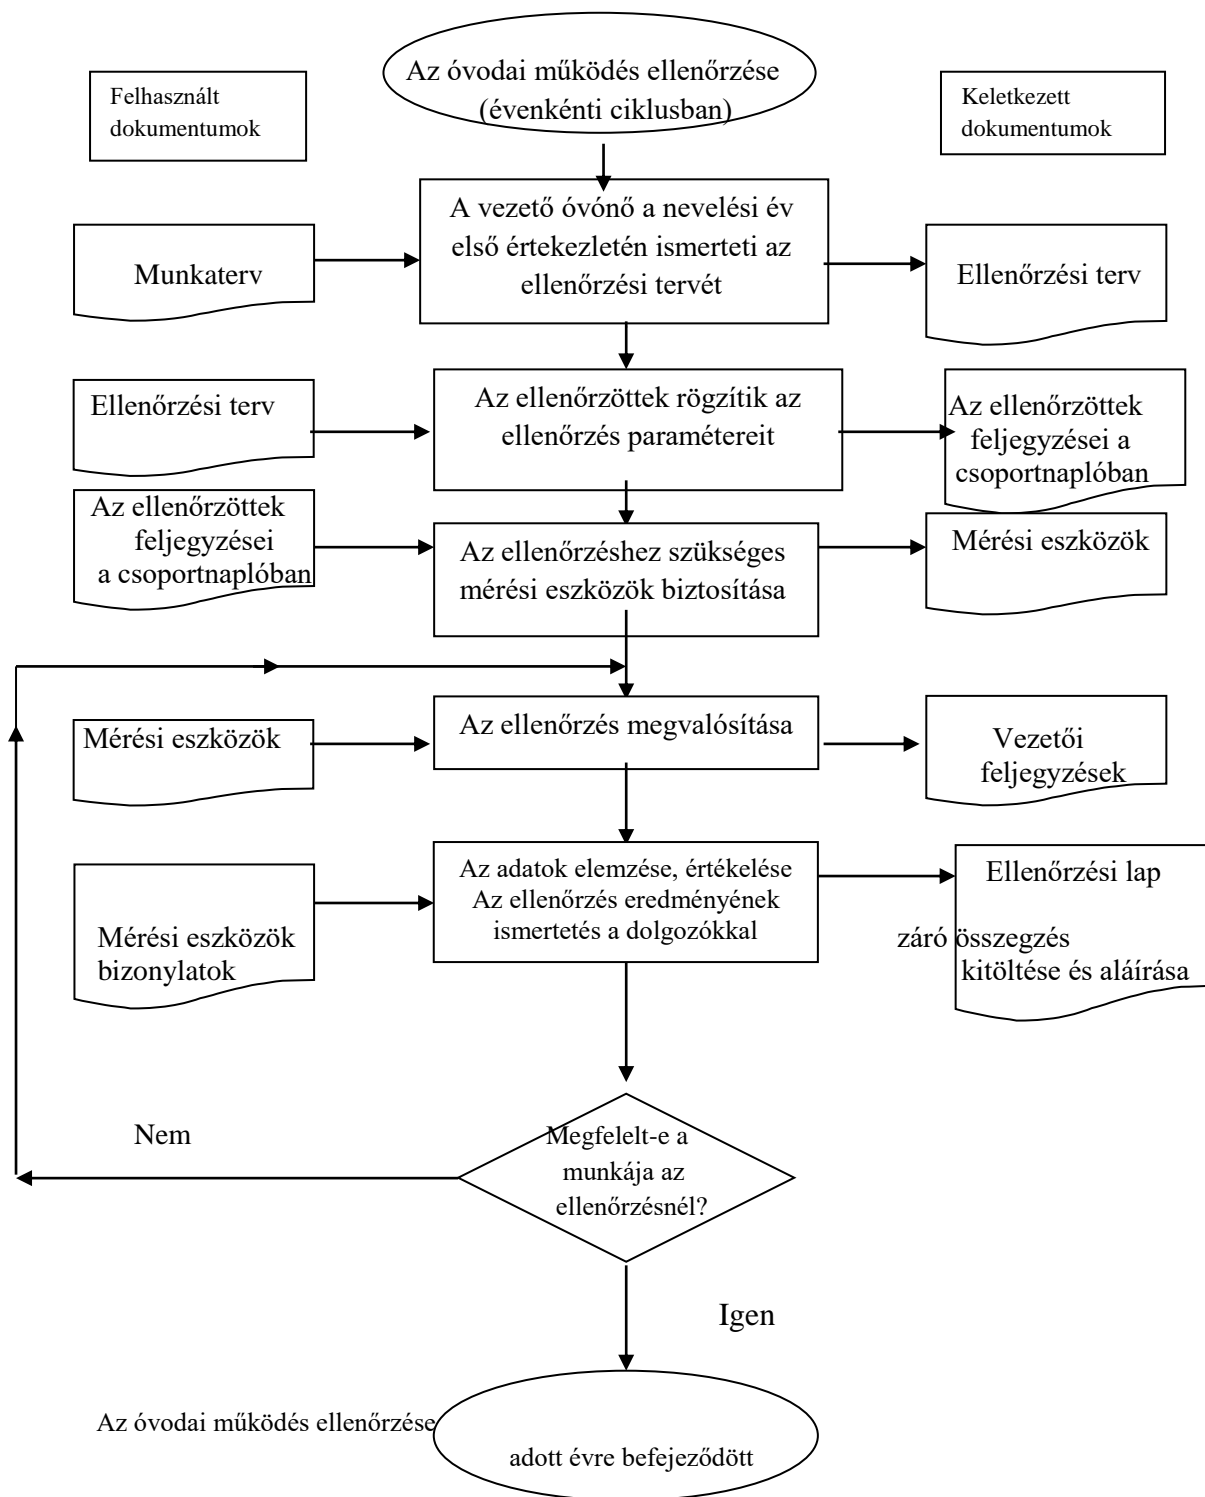 Az óvodai működés ellenőrzése
(évenkénti ciklusban)
Felhasznált
dokumentumok
Keletkezett
dokumentumok
A vezető óvónő a nevelési év
első értekezletén ismerteti az
ellenőrzési tervét
Munkaterv
Ellenőrzési terv
Ellenőrzési terv
Az ellenőrzöttek rögzítik az
ellenőrzés paramétereit
Az ellenőrzöttek
feljegyzései a
csoportnaplóban
Az ellenőrzöttek
feljegyzései
a csoportnaplóban
Az ellenőrzéshez szükséges
mérési eszközök biztosítása
Mérési eszközök
Mérési eszközök
Az ellenőrzés megvalósítása
Vezetői
feljegyzések
Mérési eszközök
bizonylatok
Az adatok elemzése, értékelése
Az ellenőrzés eredményének
ismertetés a dolgozókkal
Ellenőrzési lap
záró összegzés
kitöltése és aláírása
Nem
Megfelelt-e a
munkája az
ellenőrzésnél?
Igen
Az óvodai működés ellenőrzése
adott évre befejeződött